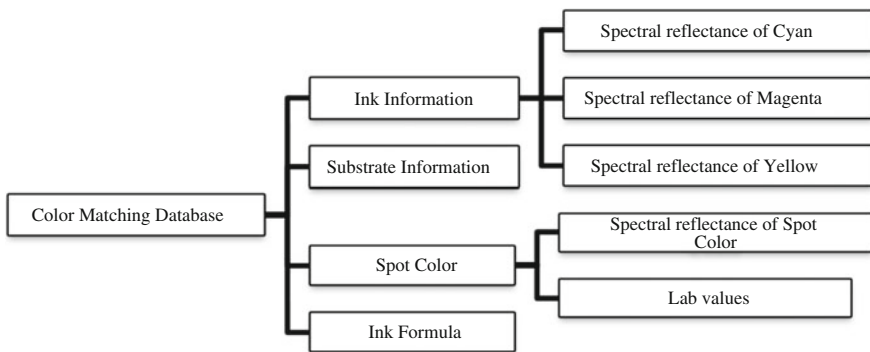 Spectral reflectance of Cyan
Ink Information
Spectral reflectance of Magenta
Substrate Information
Spectral reflectance of Yellow
Color Matching Database
Spectral reflectance of Spot
Color
Spot Color
Lab values
Ink Formula